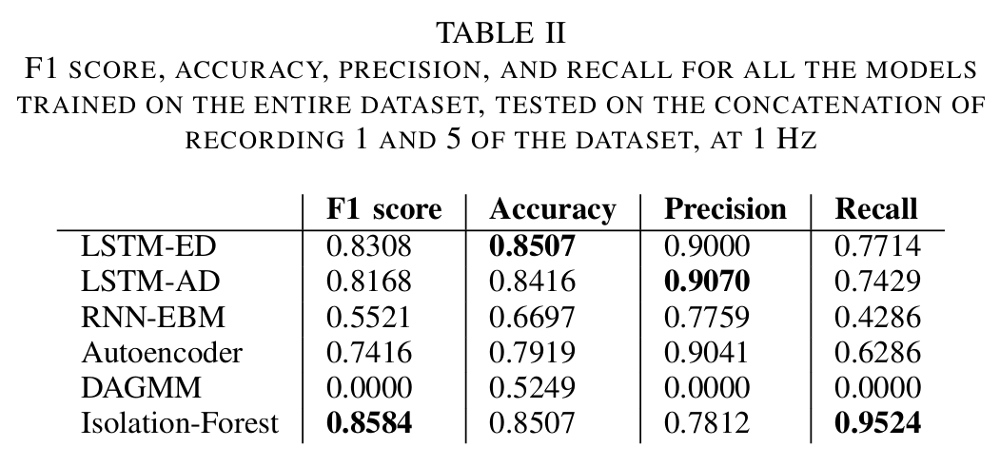 TABLE II
F1 SCORE, ACCURACY, PRECISION, AND RECALL FOR ALL THE MODELS
TRAINED ON THE ENTIRE DATASET, TESTED ON THE CONCATENATION OF
RECORDING 1 AND 5 OF THE DATASET, AT 1 HZ
F1 score Accuracy Precision Recall
LSTM-ED 0.8308 0.8507 0.9000 0.7714
LSTM-AD 0.8168 0.8416 0.9070 0.7429
RNN-EBM 0.5521 0.6697 0.7759 0.4286
Autoencoder 0.7416 0.7919 0.9041 0.6286
DAGMM 0.0000 0.5249 0.0000 0.0000
Isolation-Forest 0.8584 0.8507 0.7812 0.9524